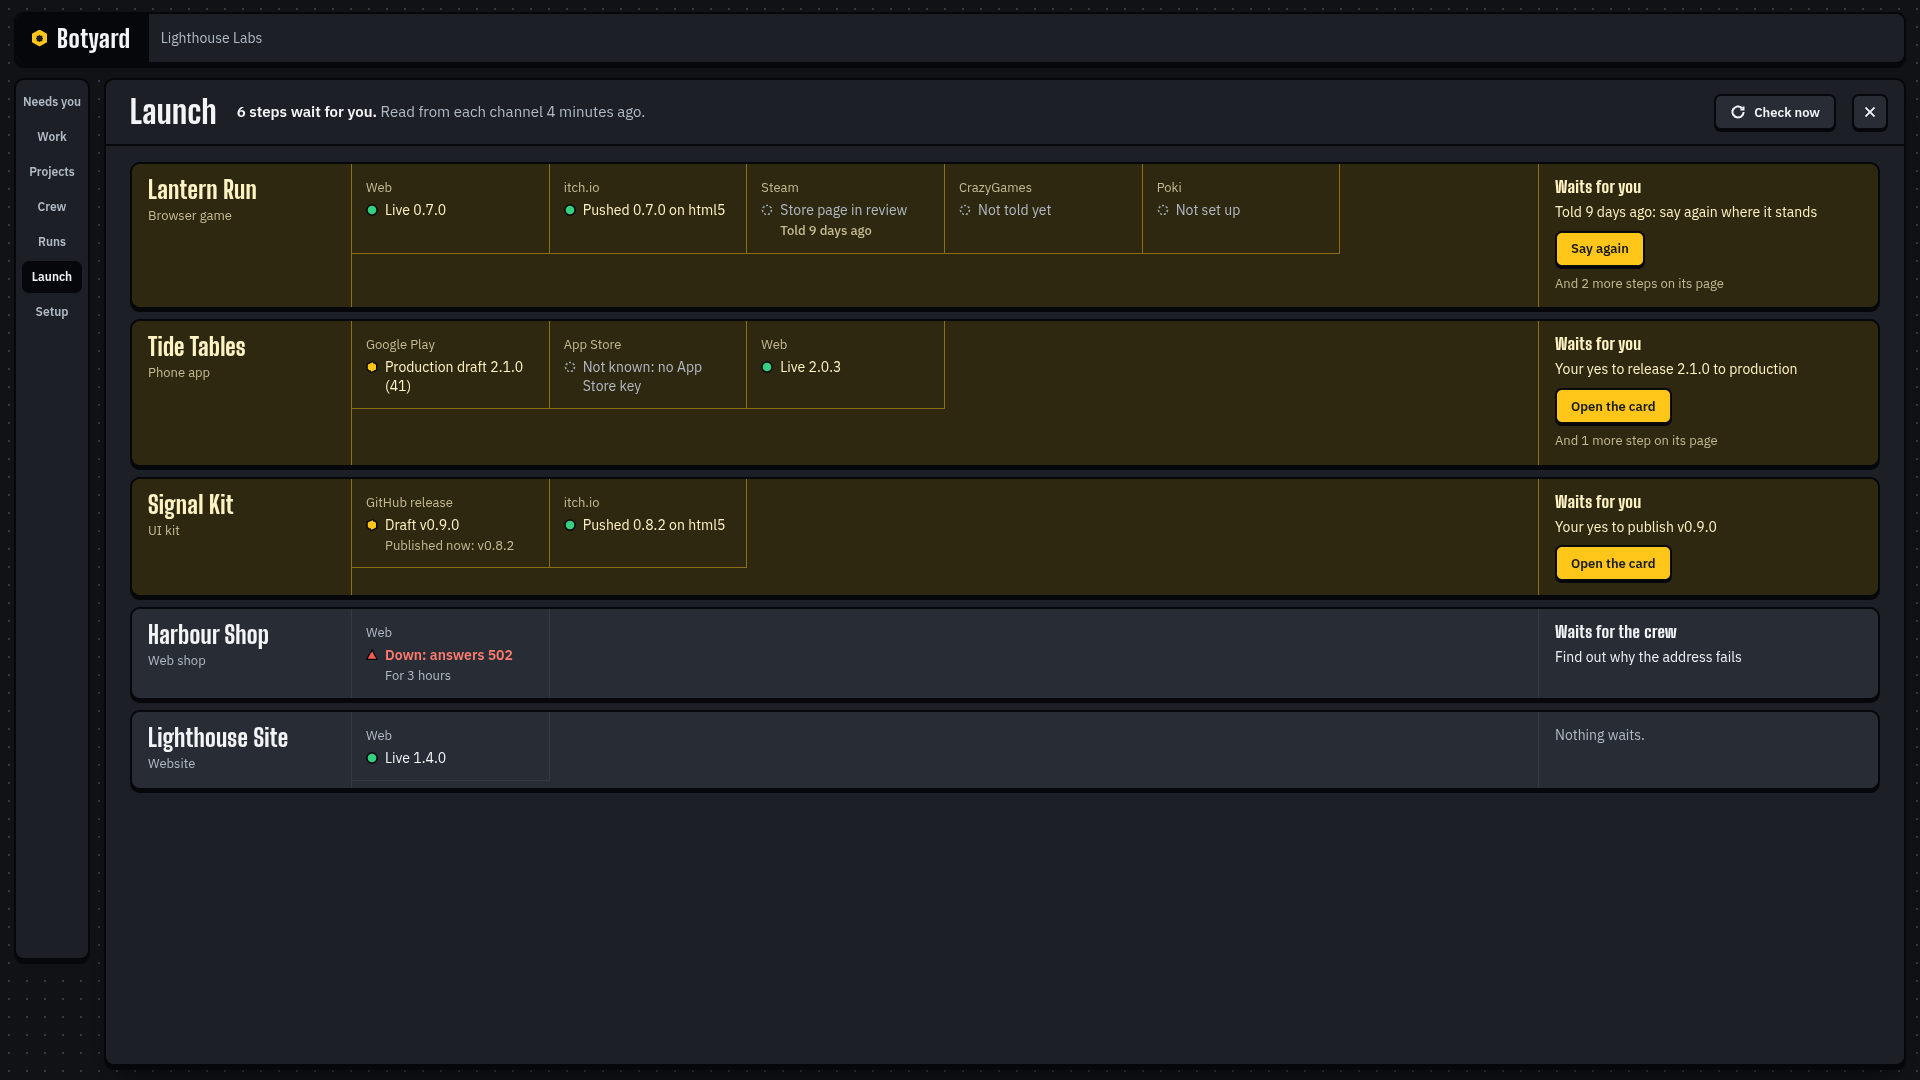 Botyard
Lighthouse Labs
Needs you
Work
Projects
Crew
Runs
Launch
Setup
Launch
6 steps wait for you. Read from each channel 4 minutes ago.
Check now
Lantern Run
Browser game
Web
Live 0.7.0
itch.io
Pushed 0.7.0 on html5
Steam
Store page in review
Told 9 days ago
CrazyGames
Not told yet
Poki
Not set up
Waits for you
Told 9 days ago: say again where it stands
Say again
And 2 more steps on its page
Tide Tables
Phone app
Google Play
Production draft 2.1.0
(41)
App Store
Not known: no App
Store key
Web
Live 2.0.3
Waits for you
Your yes to release 2.1.0 to production
Open the card
And 1 more step on its page
Signal Kit
UI kit
GitHub release
Draft v0.9.0
Published now: v0.8.2
itch.io
Pushed 0.8.2 on html5
Waits for you
Your yes to publish v0.9.0
Open the card
Harbour Shop
Web shop
Web
Down: answers 502
For 3 hours
Waits for the crew
Find out why the address fails
Lighthouse Site
Website
Web
Live 1.4.0
Nothing waits.